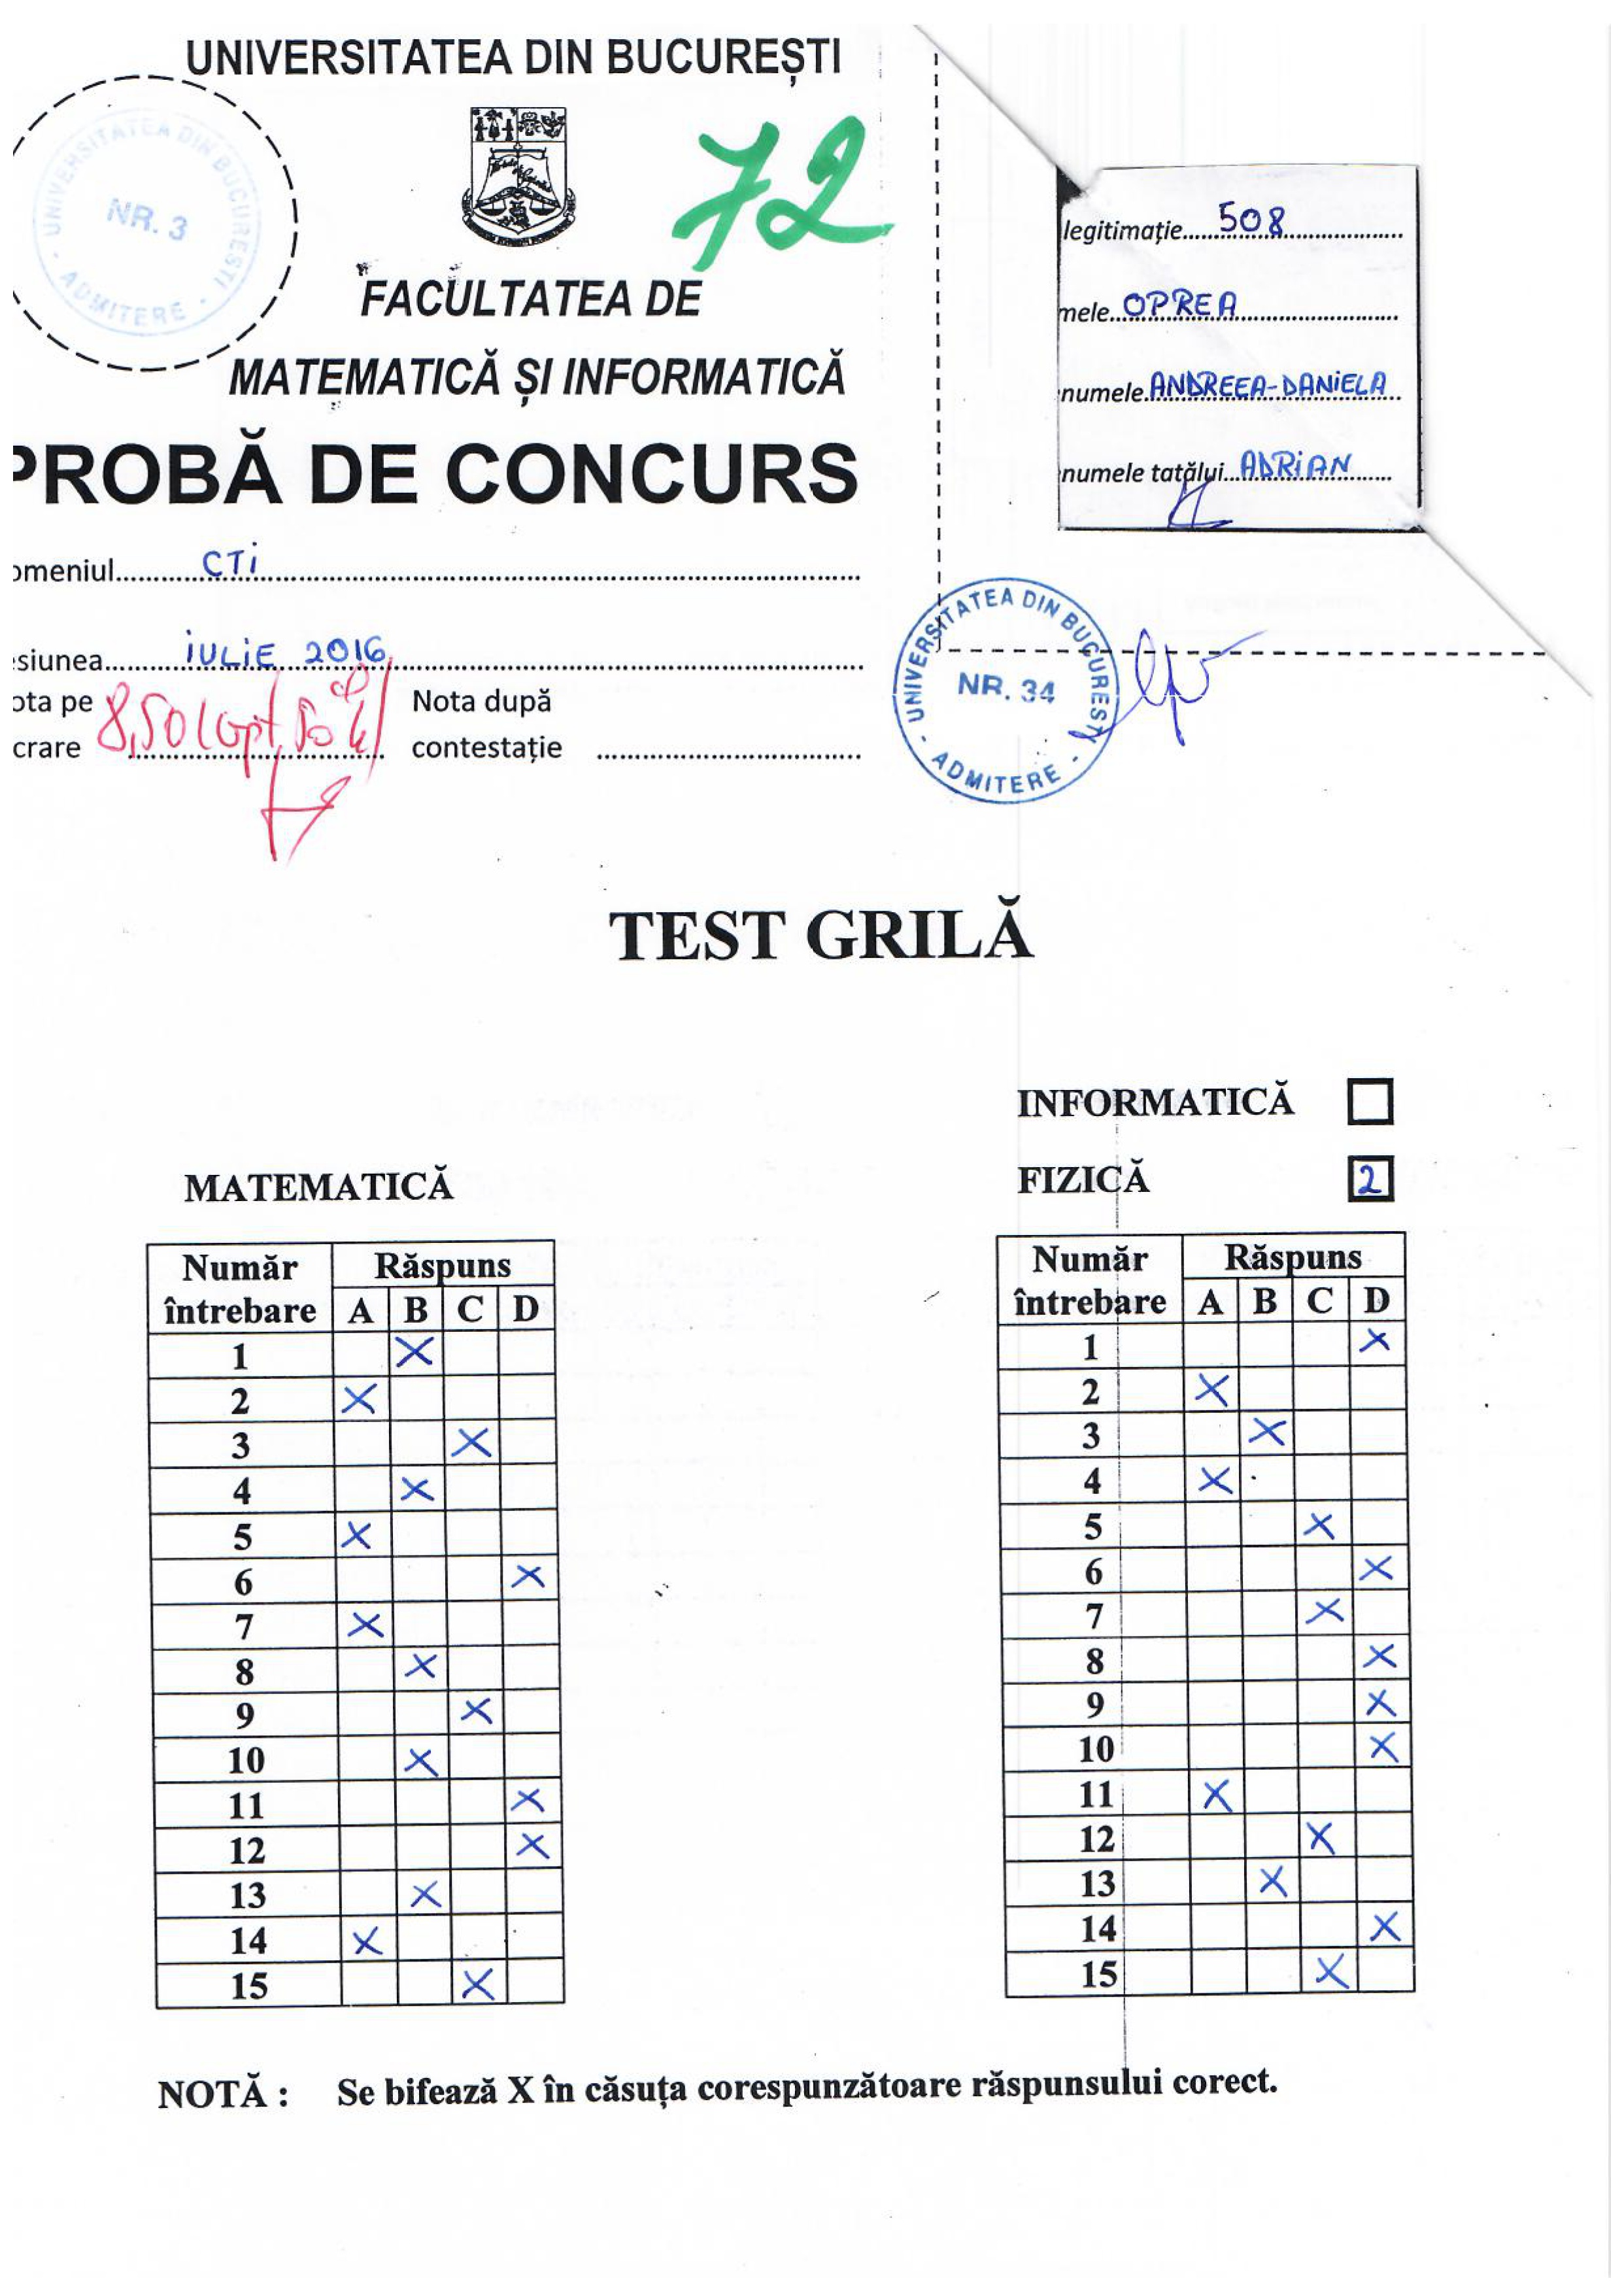 UNIVERSITATEA DIN BUCUREȘTI
UNIVERSITATEA DIN BUCUREȘTI
NR. 3
- ADMITERE -
72
FACULTATEA DE
MATEMATICĂ ȘI INFORMATICĂ
PROBĂ DE CONCURS
omeniul CTi
siunea iULiE 2016
ota pe
crare 8,50
Nota după
contestație
legitimație 508
mele OPREA
numele ANDREEA-DANiELA
numele tatălui ADRiAN
UNIVERSITATEA DIN BUCUREȘTI
NR. 34
- ADMITERE -
TEST GRILĂ
INFORMATICĂ
MATEMATICĂ
FIZICĂ 2
Număr întrebare Răspuns
A B C D
1 X
2 X
3 X
4 X
5 X
6 X
7 X
8 X
9 X
10 X
11 X
12 X
13 X
14 X
15 X
Număr întrebare Răspuns
A B C D
1 X
2 X
3 X
4 X
5 X
6 X
7 X
8 X
9 X
10 X
11 X
12 X
13 X
14 X
15 X
NOTĂ : Se bifează X în căsuța corespunzătoare răspunsului corect.